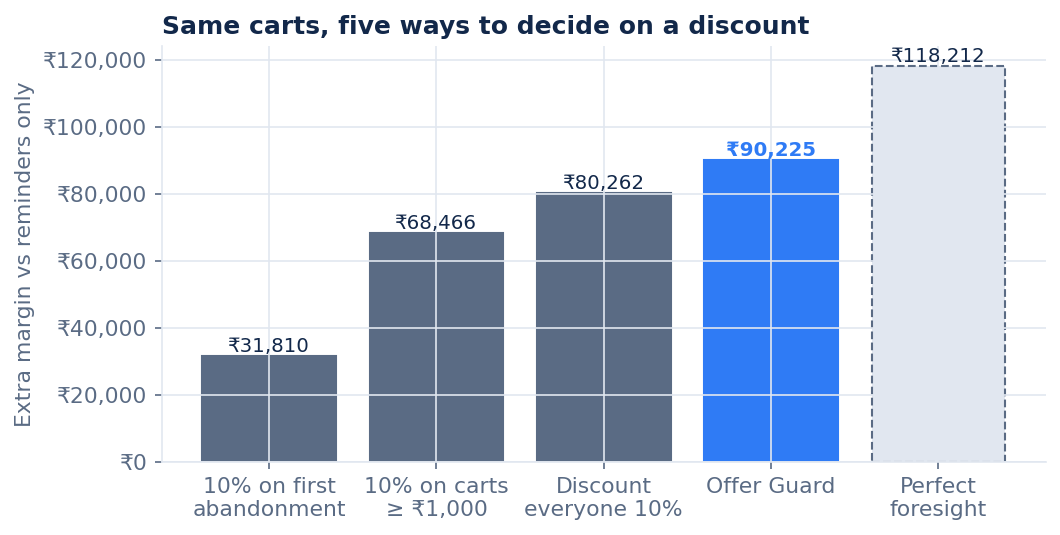 Same carts, five ways to decide on a discount
Extra margin vs reminders only
₹120,000
₹100,000
₹80,000
₹60,000
₹40,000
₹20,000
₹0
₹31,810
₹68,466
₹80,262
₹90,225
₹118,212
10% on first
abandonment
10% on carts
≥ ₹1,000
Discount
everyone 10%
Offer Guard
Perfect
foresight